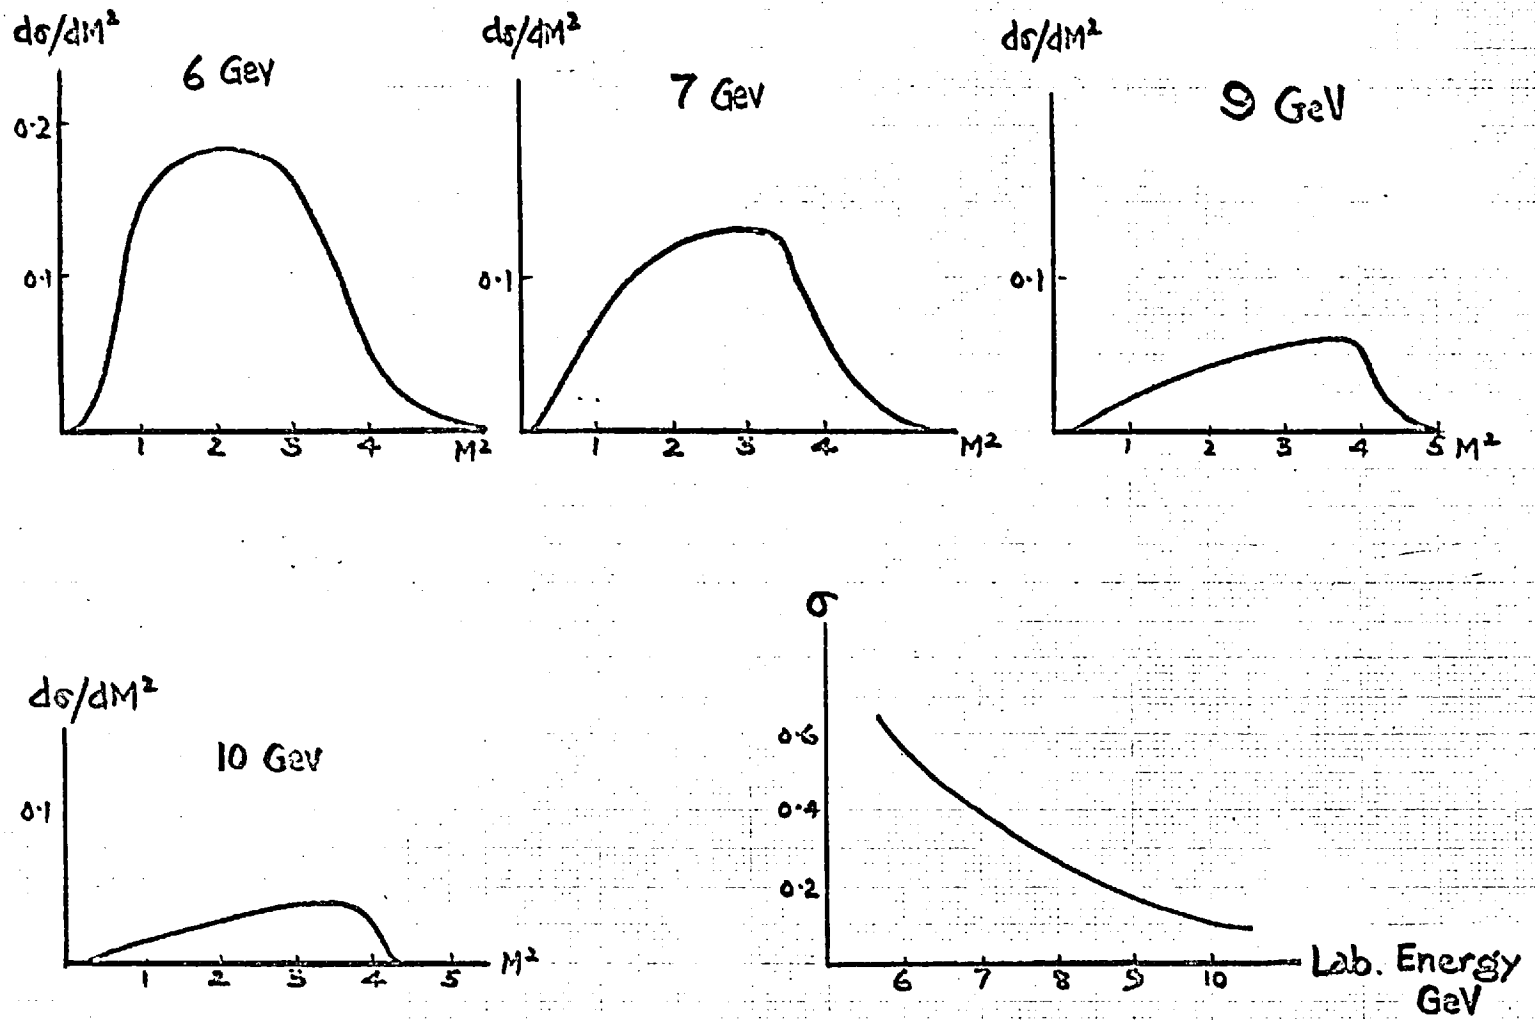 dσ/dM²
6 Gev
0.2
0.1
1 2 3 4 M²
dσ/dM²
7 Gev
0.1
1 2 3 4 M²
dσ/dM²
9 GeV
0.1
1 2 3 4 5 M²
dσ/dM²
10 Gev
0.1
1 2 3 4 5 M²
σ
0.6
0.4
0.2
6 7 8 9 10 Lab. Energy
GeV